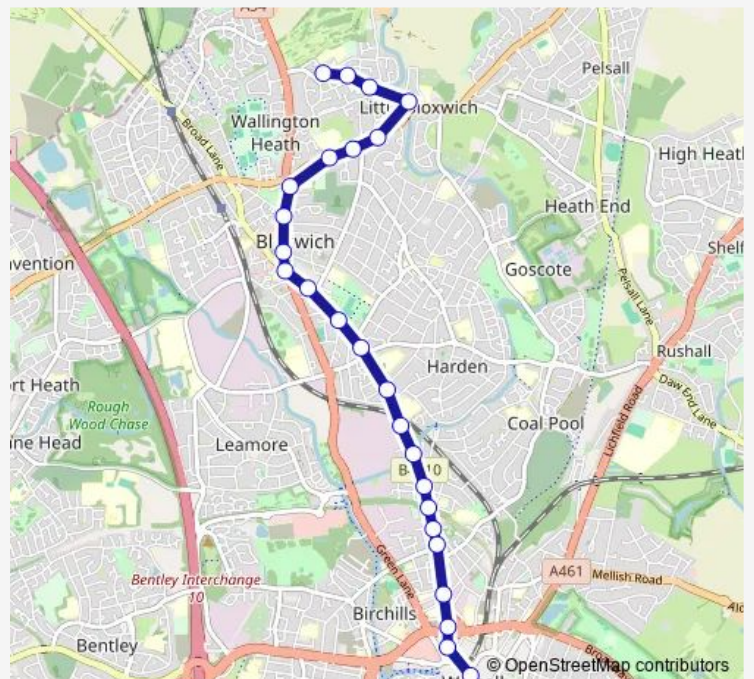 A34
Pelsall
Wallington
Heath
Broad Lane
High Heath
Heath End
Goscote
Pelsall Lane
Rushall
Harden
Daw End Lane
Rough
Wood Chase
Lichfield Road
Coal Pool
Leamore
Green Lane
Bentley Interchange
10
A461
Mellish Road
Birchills
Bentley
© OpenStreetMap contributors